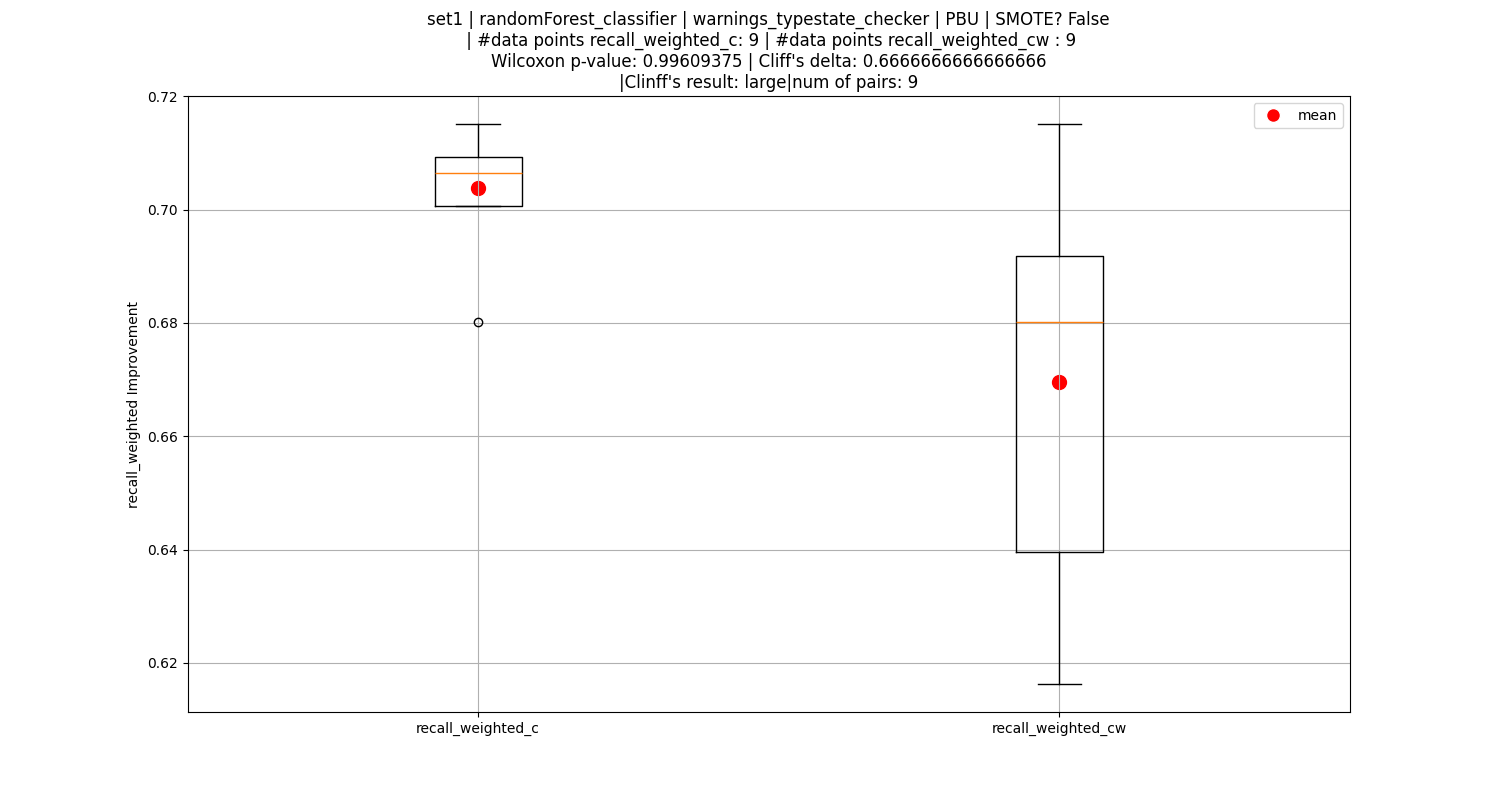 set1 | randomForest_classifier | warnings_typestate_checker | PBU | SMOTE? False
| #data points recall_weighted_c: 9 | #data points recall_weighted_cw : 9
Wilcoxon p-value: 0.99609375 | Cliff's delta: 0.6666666666666666
|Clinff's result: large|num of pairs: 9
mean
0.72
0.70
0.68
0.66
0.64
0.62
recall_weighted Improvement
recall_weighted_c
recall_weighted_cw